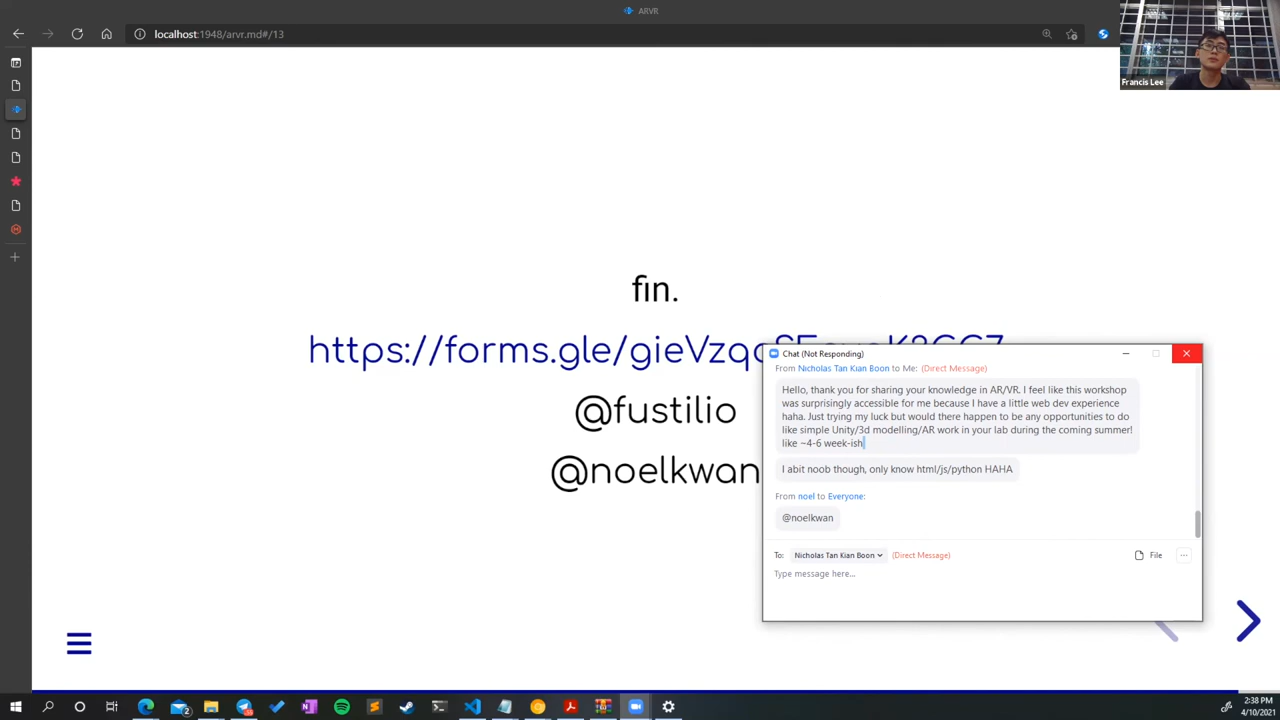 ARVR
localhost:1948/arvr.md#/13
Francis Lee
fin.
@fustilio
@noelkwan
Chat (Not Responding)
From Nicholas Tan Kian Boon to Me: (Direct Message)
Hello, thank you for sharing your knowledge in AR/VR. I feel like this workshop
was surprisingly accessible for me because I have a little web dev experience
haha. Just trying my luck but would there happen to be any opportunities to do
like simple Unity/3d modelling/AR work in your lab during the coming summer!
like ~4-6 week-ish
I abit noob though, only know html/js/python HAHA
From noel to Everyone:
@noelkwan
To: Nicholas Tan Kian Boon (Direct Message) File
Type message here...
2:38 PM
4/10/2021